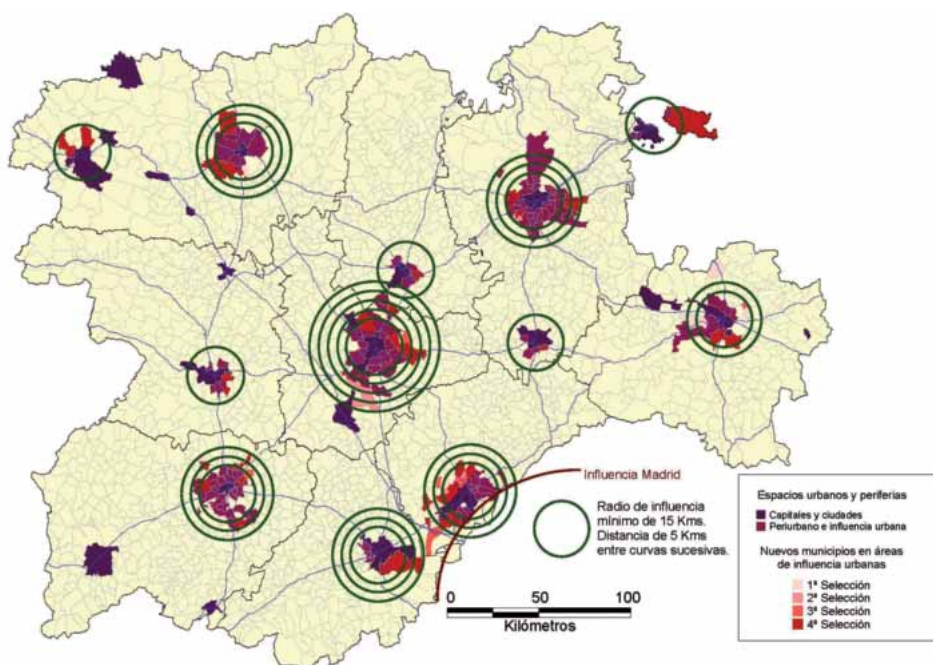 Influencia Madrid
Radio de influencia
mínimo de 15 Kms.
Distancia de 5 Kms
entre curvas sucesivas.
0 50 100
Kilómetros
Espacios urbanos y periferias
Capitales y ciudades
Periurbano e influencia urbana
Nuevos municipios en áreas
de influencia urbanas
1ª Selección
2ª Selección
3ª Selección
4ª Selección